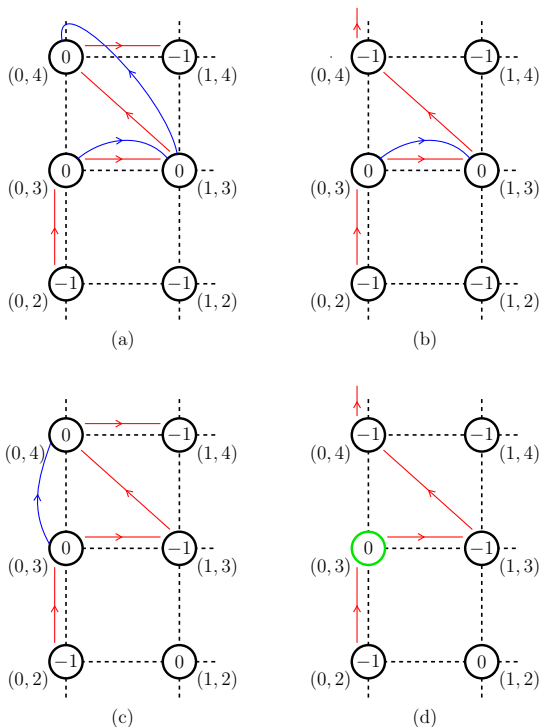 0 −1 −1 −1
(0, 4) (1, 4) (0, 4) (1, 4)
0 0 0 0
(0, 3) (1, 3) (0, 3) (1, 3)
−1 −1 −1 −1
(0, 2) (1, 2) (0, 2) (1, 2)
(a) (b)
0 −1 −1 −1
(0, 4) (1, 4) (0, 4) (1, 4)
0 −1 0 −1
(0, 3) (1, 3) (0, 3) (1, 3)
−1 0 −1 0
(0, 2) (1, 2) (0, 2) (1, 2)
(c) (d)